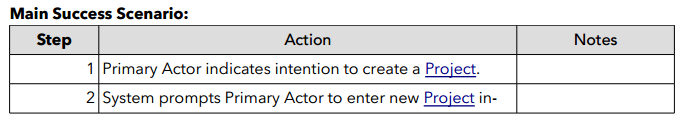 Main Success Scenario:
Step Action Notes
1 Primary Actor indicates intention to create a Project.
2 System prompts Primary Actor to enter new Project in-